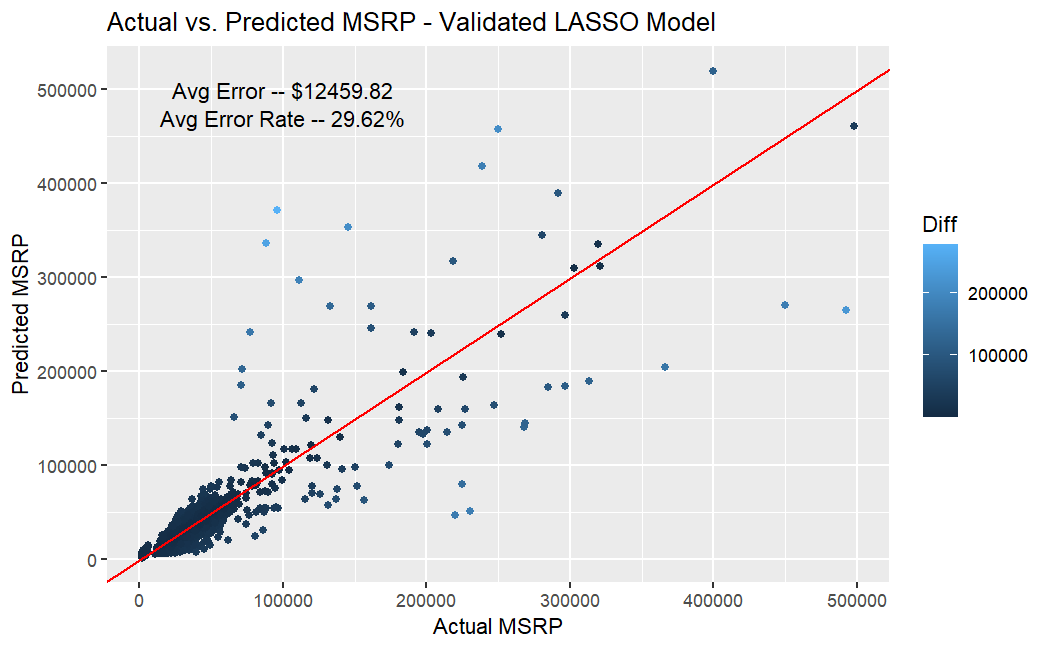 Actual vs. Predicted MSRP - Validated LASSO Model
Avg Error -- $12459.82
Avg Error Rate -- 29.62%
Predicted MSRP
500000
400000
300000
200000
100000
0
0 100000 200000 300000 400000 500000
Actual MSRP
Diff
200000
100000